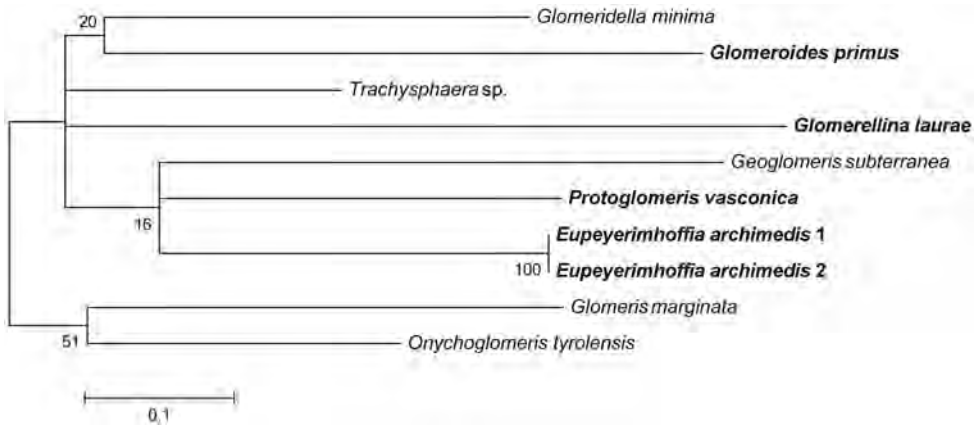 20
Glomeridella minima
Glomeroides primus
Trachysphaera sp.
Glomerellina laurae
Geoglomeris subterranea
Protoglomeris vasconica
16
Eupeyerimhoffia archimedis 1
100
Eupeyerimhoffia archimedis 2
Glomeris marginata
51
Onychoglomeris tyrolensis
0,1